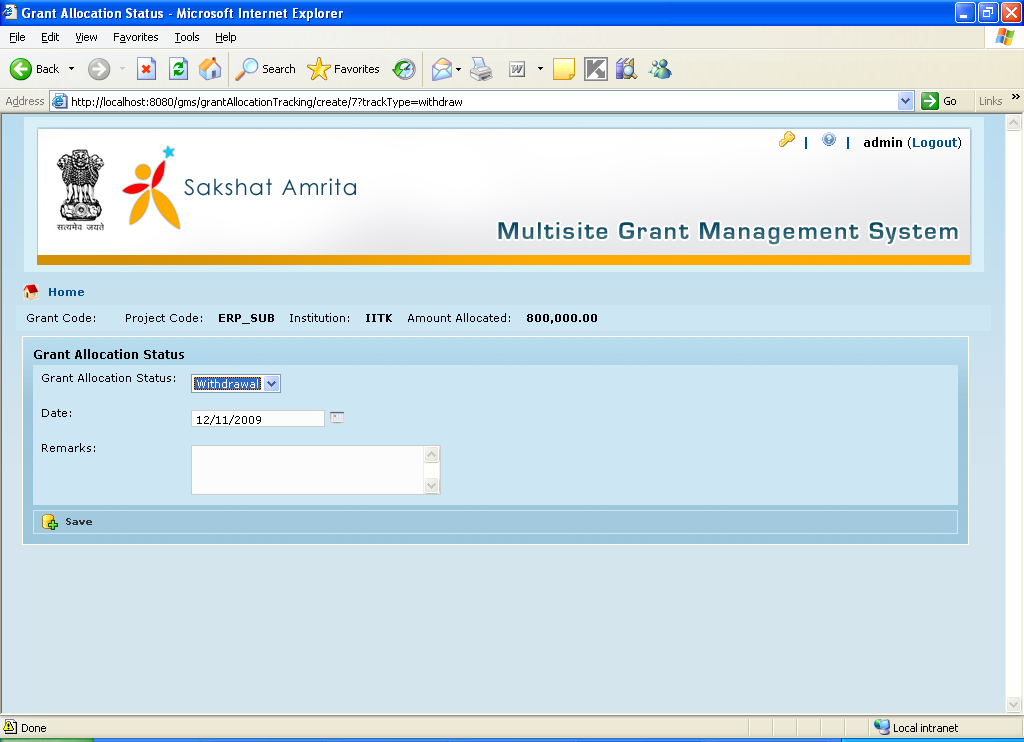 Grant Allocation Status - Microsoft Internet Explorer
File Edit View Favorites Tools Help
Back Search Favorites
Address http://localhost:8080/gms/grantAllocationTracking/create/7?trackType=withdraw Go Links »
| | admin (Logout)
Sakshat Amrita
सत्यमेव जयते
Multisite Grant Management System
Home
Grant Code: Project Code: ERP_SUB Institution: IITK Amount Allocated: 800,000.00
Grant Allocation Status
Grant Allocation Status: Withdrawal
Date: 12/11/2009
Remarks:
Save
Done Local intranet